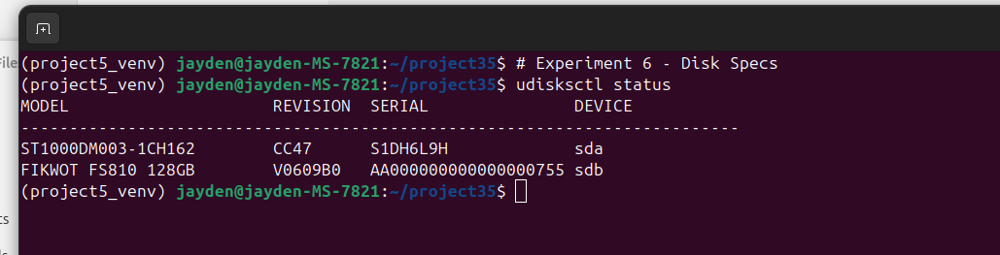 File
(project5_venv) jayden@jayden-MS-7821:~/project35$ # Experiment 6 - Disk Specs
(project5_venv) jayden@jayden-MS-7821:~/project35$ udisksctl status
MODEL                     REVISION  SERIAL               DEVICE
--------------------------------------------------------------------------
ST1000DM003-1CH162        CC47      S1DH6L9H             sda
FIKWOT FS810 128GB        V0609B0   AA000000000000000755 sdb
(project5_venv) jayden@jayden-MS-7821:~/project35$